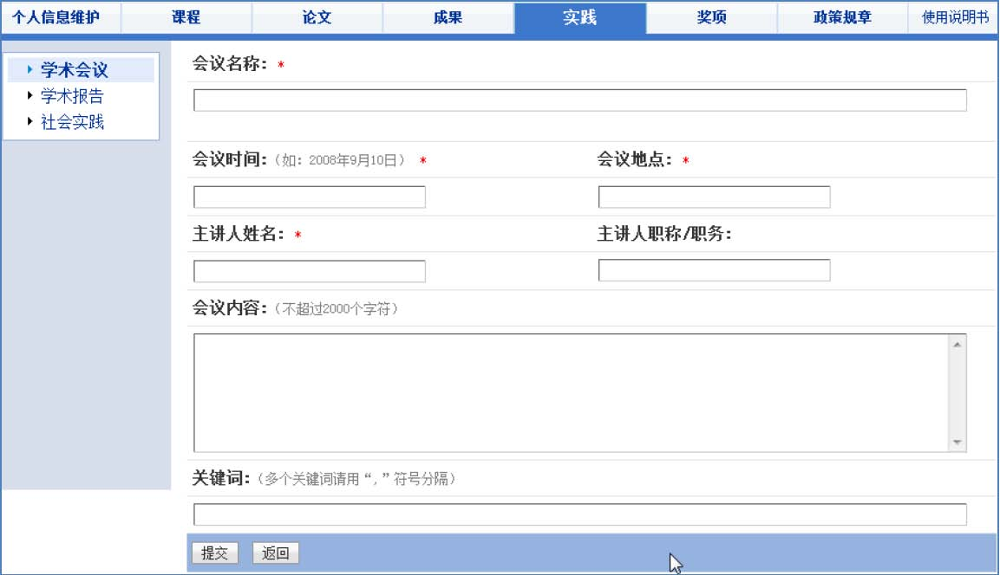 个人信息维护 课程 论文 成果 实践 奖项 政策规章 使用说明书
学术会议
学术报告
社会实践
会议名称： *
会议时间：（如：2008年9月10日） * 会议地点： *
主讲人姓名： * 主讲人职称/职务：
会议内容：（不超过2000个字符）
关键词：（多个关键词请用“，”符号分隔）
提交 返回